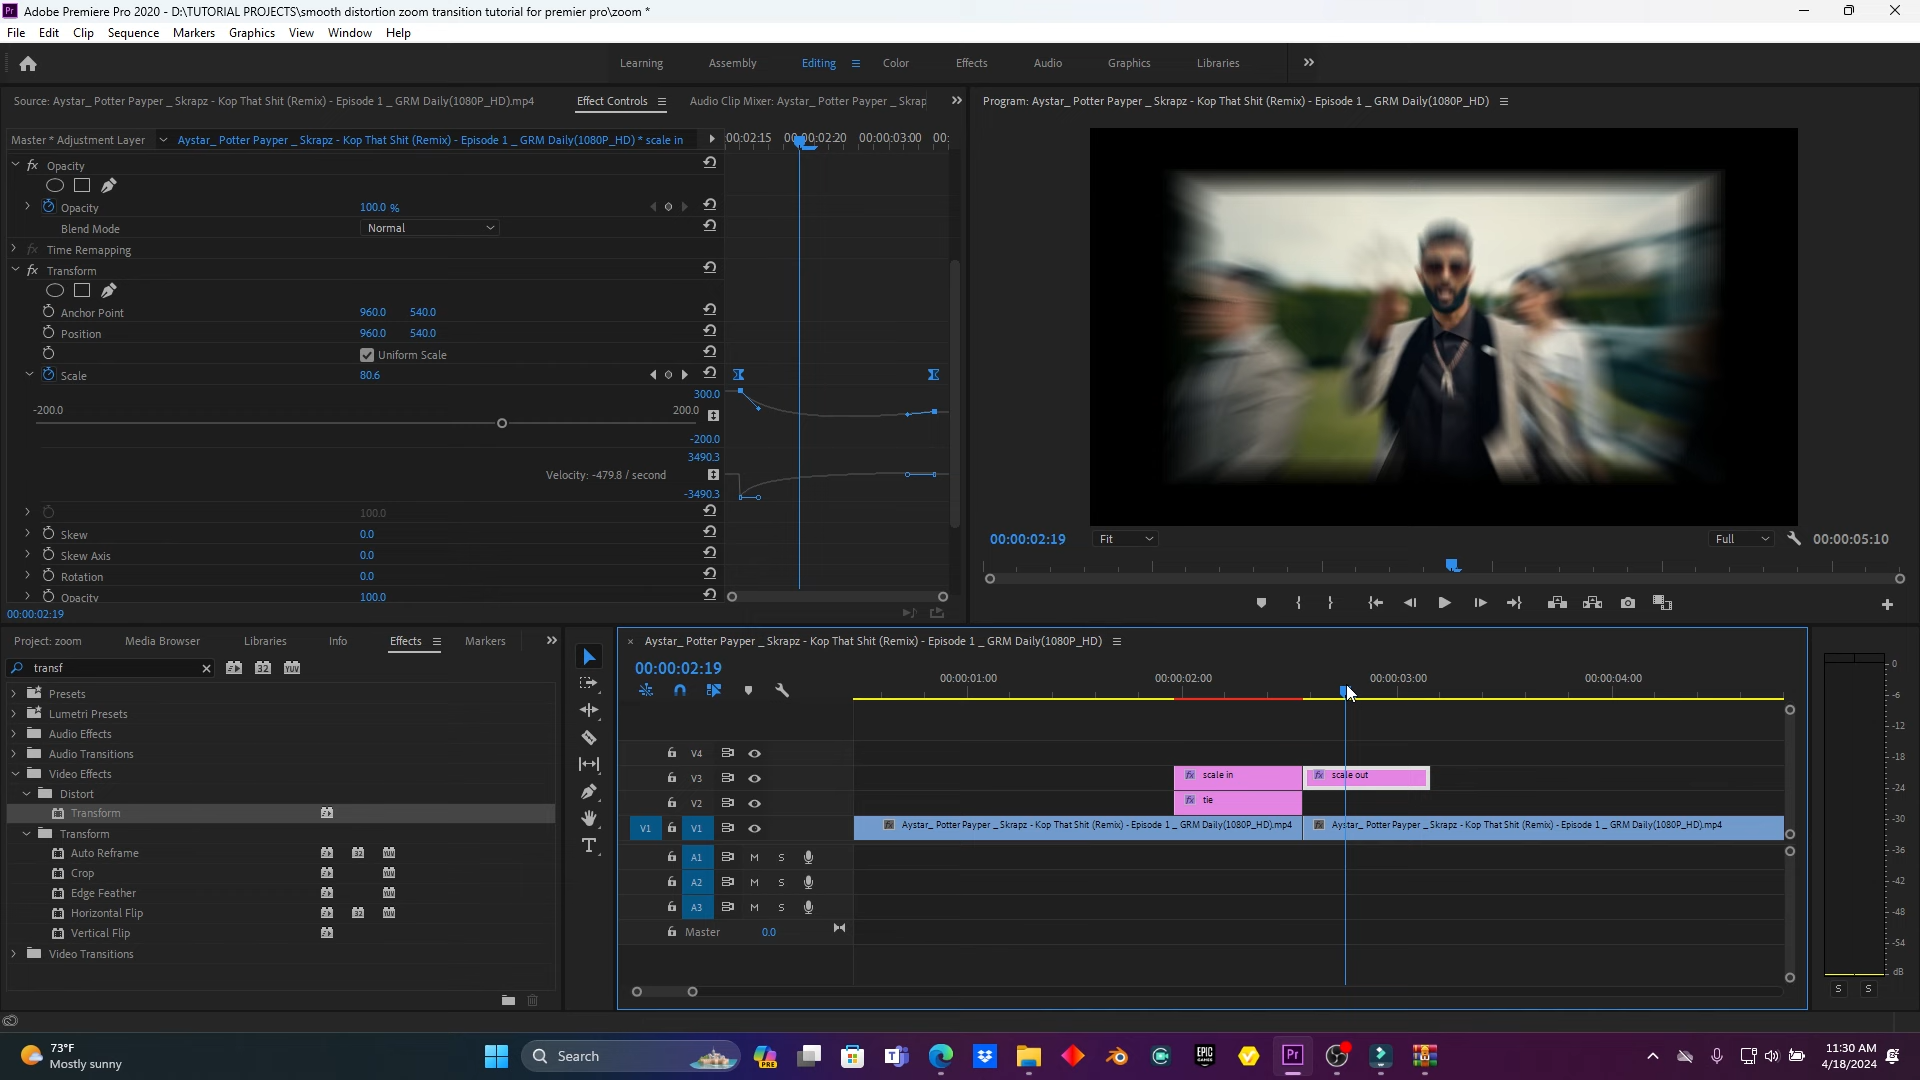 Adobe Premiere Pro 2020 - D:\TUTORIAL PROJECTS\smooth distortion zoom transition tutorial for premier pro\zoom *
File Edit Clip Sequence Markers Graphics View Window Help
Learning Assembly Editing Color Effects Audio Graphics Libraries
Source: Aystar_ Potter Payper _ Skrapz - Kop That Shit (Remix) - Episode 1 _ GRM Daily(1080P_HD).mp4 Effect Controls Audio Clip Mixer: Aystar_ Potter Payper _ Skrap
Program: Aystar_ Potter Payper _ Skrapz - Kop That Shit (Remix) - Episode 1 _ GRM Daily(1080P_HD)
Master * Adjustment Layer Aystar_ Potter Payper _ Skrapz - Kop That Shit (Remix) - Episode 1 _ GRM Daily(1080P_HD) * scale in 00:02:15 00:00:02:20 00:00:03:00 00:
fx Opacity
Opacity 100.0 %
Blend Mode Normal
fx Time Remapping
fx Transform
Anchor Point 960.0 540.0
Position 960.0 540.0
Uniform Scale
Scale 80.6
300.0
-200.0 200.0
-200.0
3490.3
Velocity: -479.8 / second
-3490.3
100.0
Skew 0.0
Skew Axis 0.0
Rotation 0.0
Opacity 100.0
00:00:02:19
00:00:02:19 Fit Full 00:00:05:10
Project: zoom Media Browser Libraries Info Effects Markers
transf
Presets
Lumetri Presets
Audio Effects
Audio Transitions
Video Effects
Distort
Transform
Transform
Auto Reframe
Crop
Edge Feather
Horizontal Flip
Vertical Flip
Video Transitions
Aystar_ Potter Payper _ Skrapz - Kop That Shit (Remix) - Episode 1 _ GRM Daily(1080P_HD)
00:00:02:19
00:00:01:00 00:00:02:00 00:00:03:00 00:00:04:00
V4
V3 scale in scale out
V2 tie
V1 V1 Aystar_ Potter Payper _ Skrapz - Kop That Shit (Remix) - Episode 1 _ GRM Daily(1080P_HD).mp4 Aystar_ Potter Payper _ Skrapz - Kop That Shit (Remix) - Episode 1 _ GRM Daily(1080P_HD).mp4
A1 M S
A2 M S
A3 M S
Master 0.0
0
-6
-12
-18
-24
-30
-36
-42
-48
-54
dB
S S
73°F
Mostly sunny
Search
11:30 AM
4/18/2024